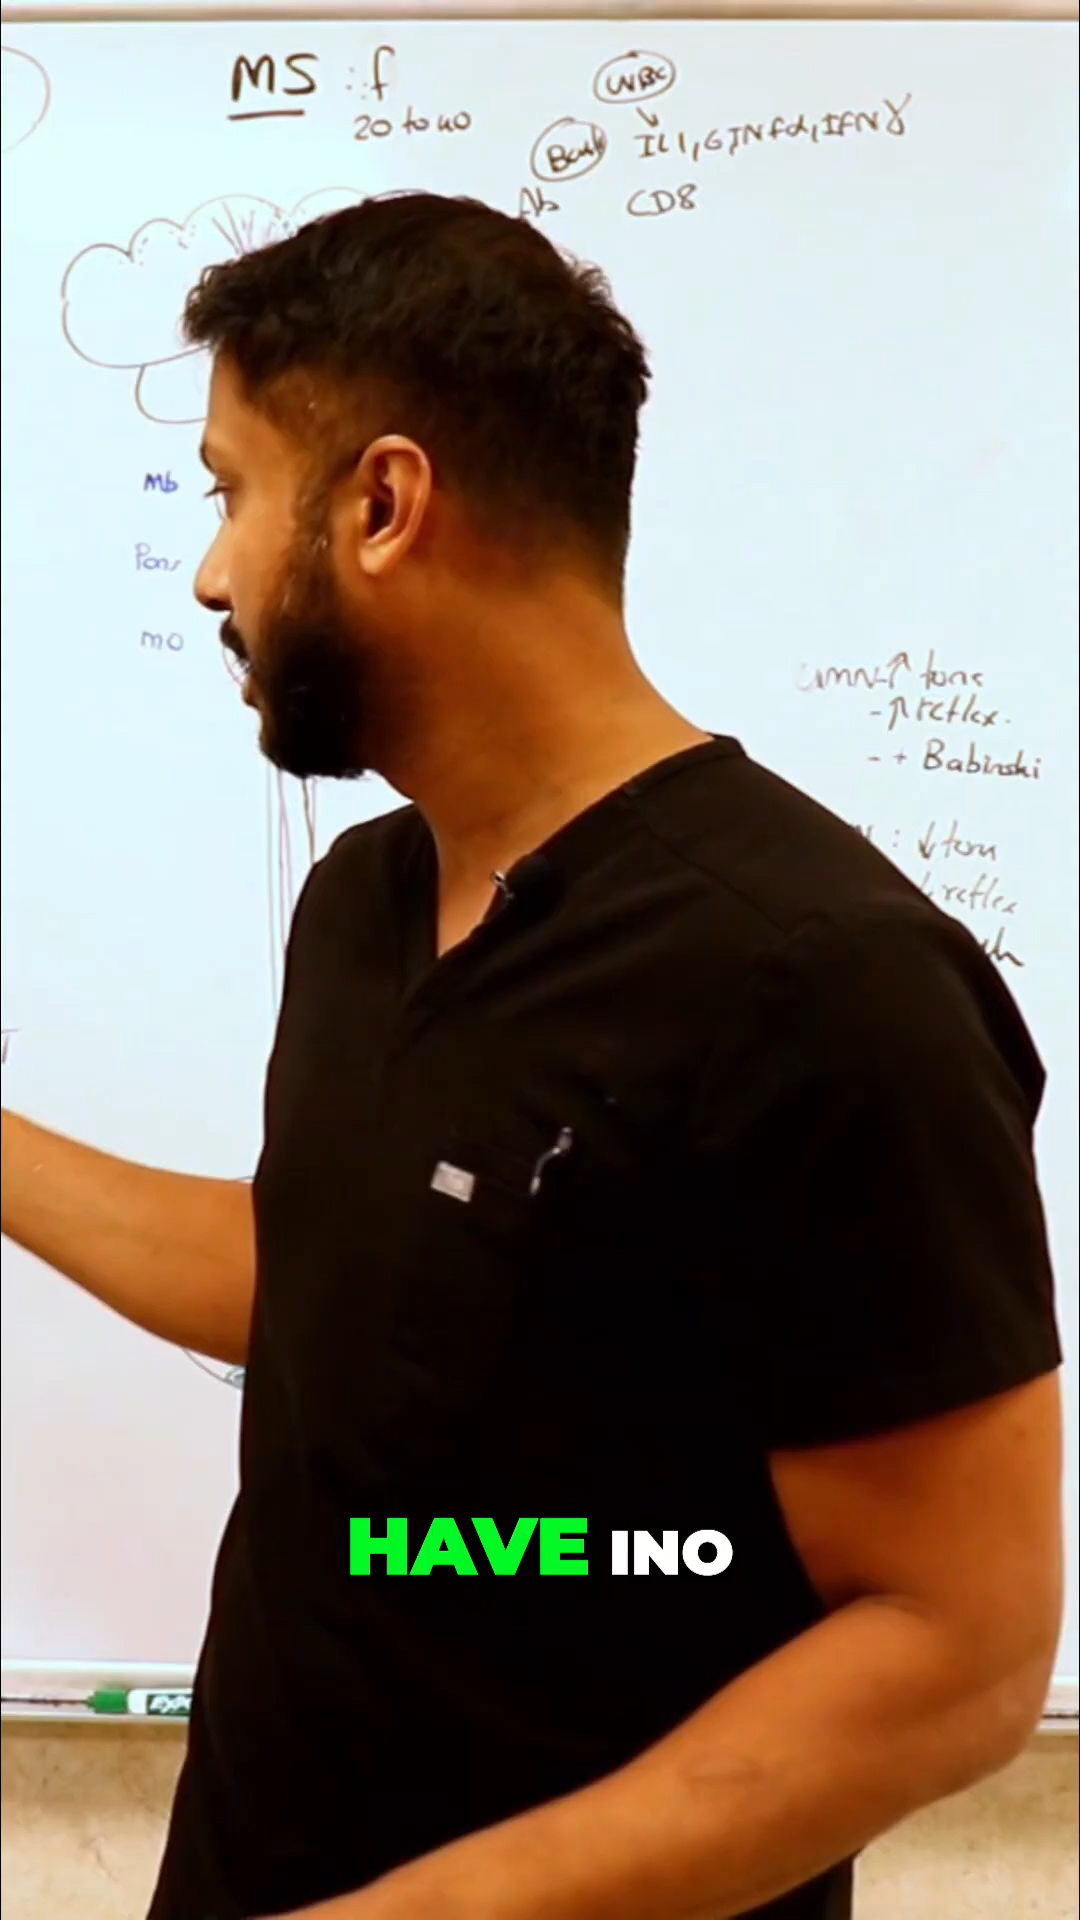 MS ∴ f
20 to 40
WBC
IL1, 6, TNFα, IFNγ
Bcell
Ab CD8
Mb
Pons
mo
umn-↑ tone
-↑ reflex.
- + Babinski
: ↓ tone
↓ reflex
HAVE INO
EXPO